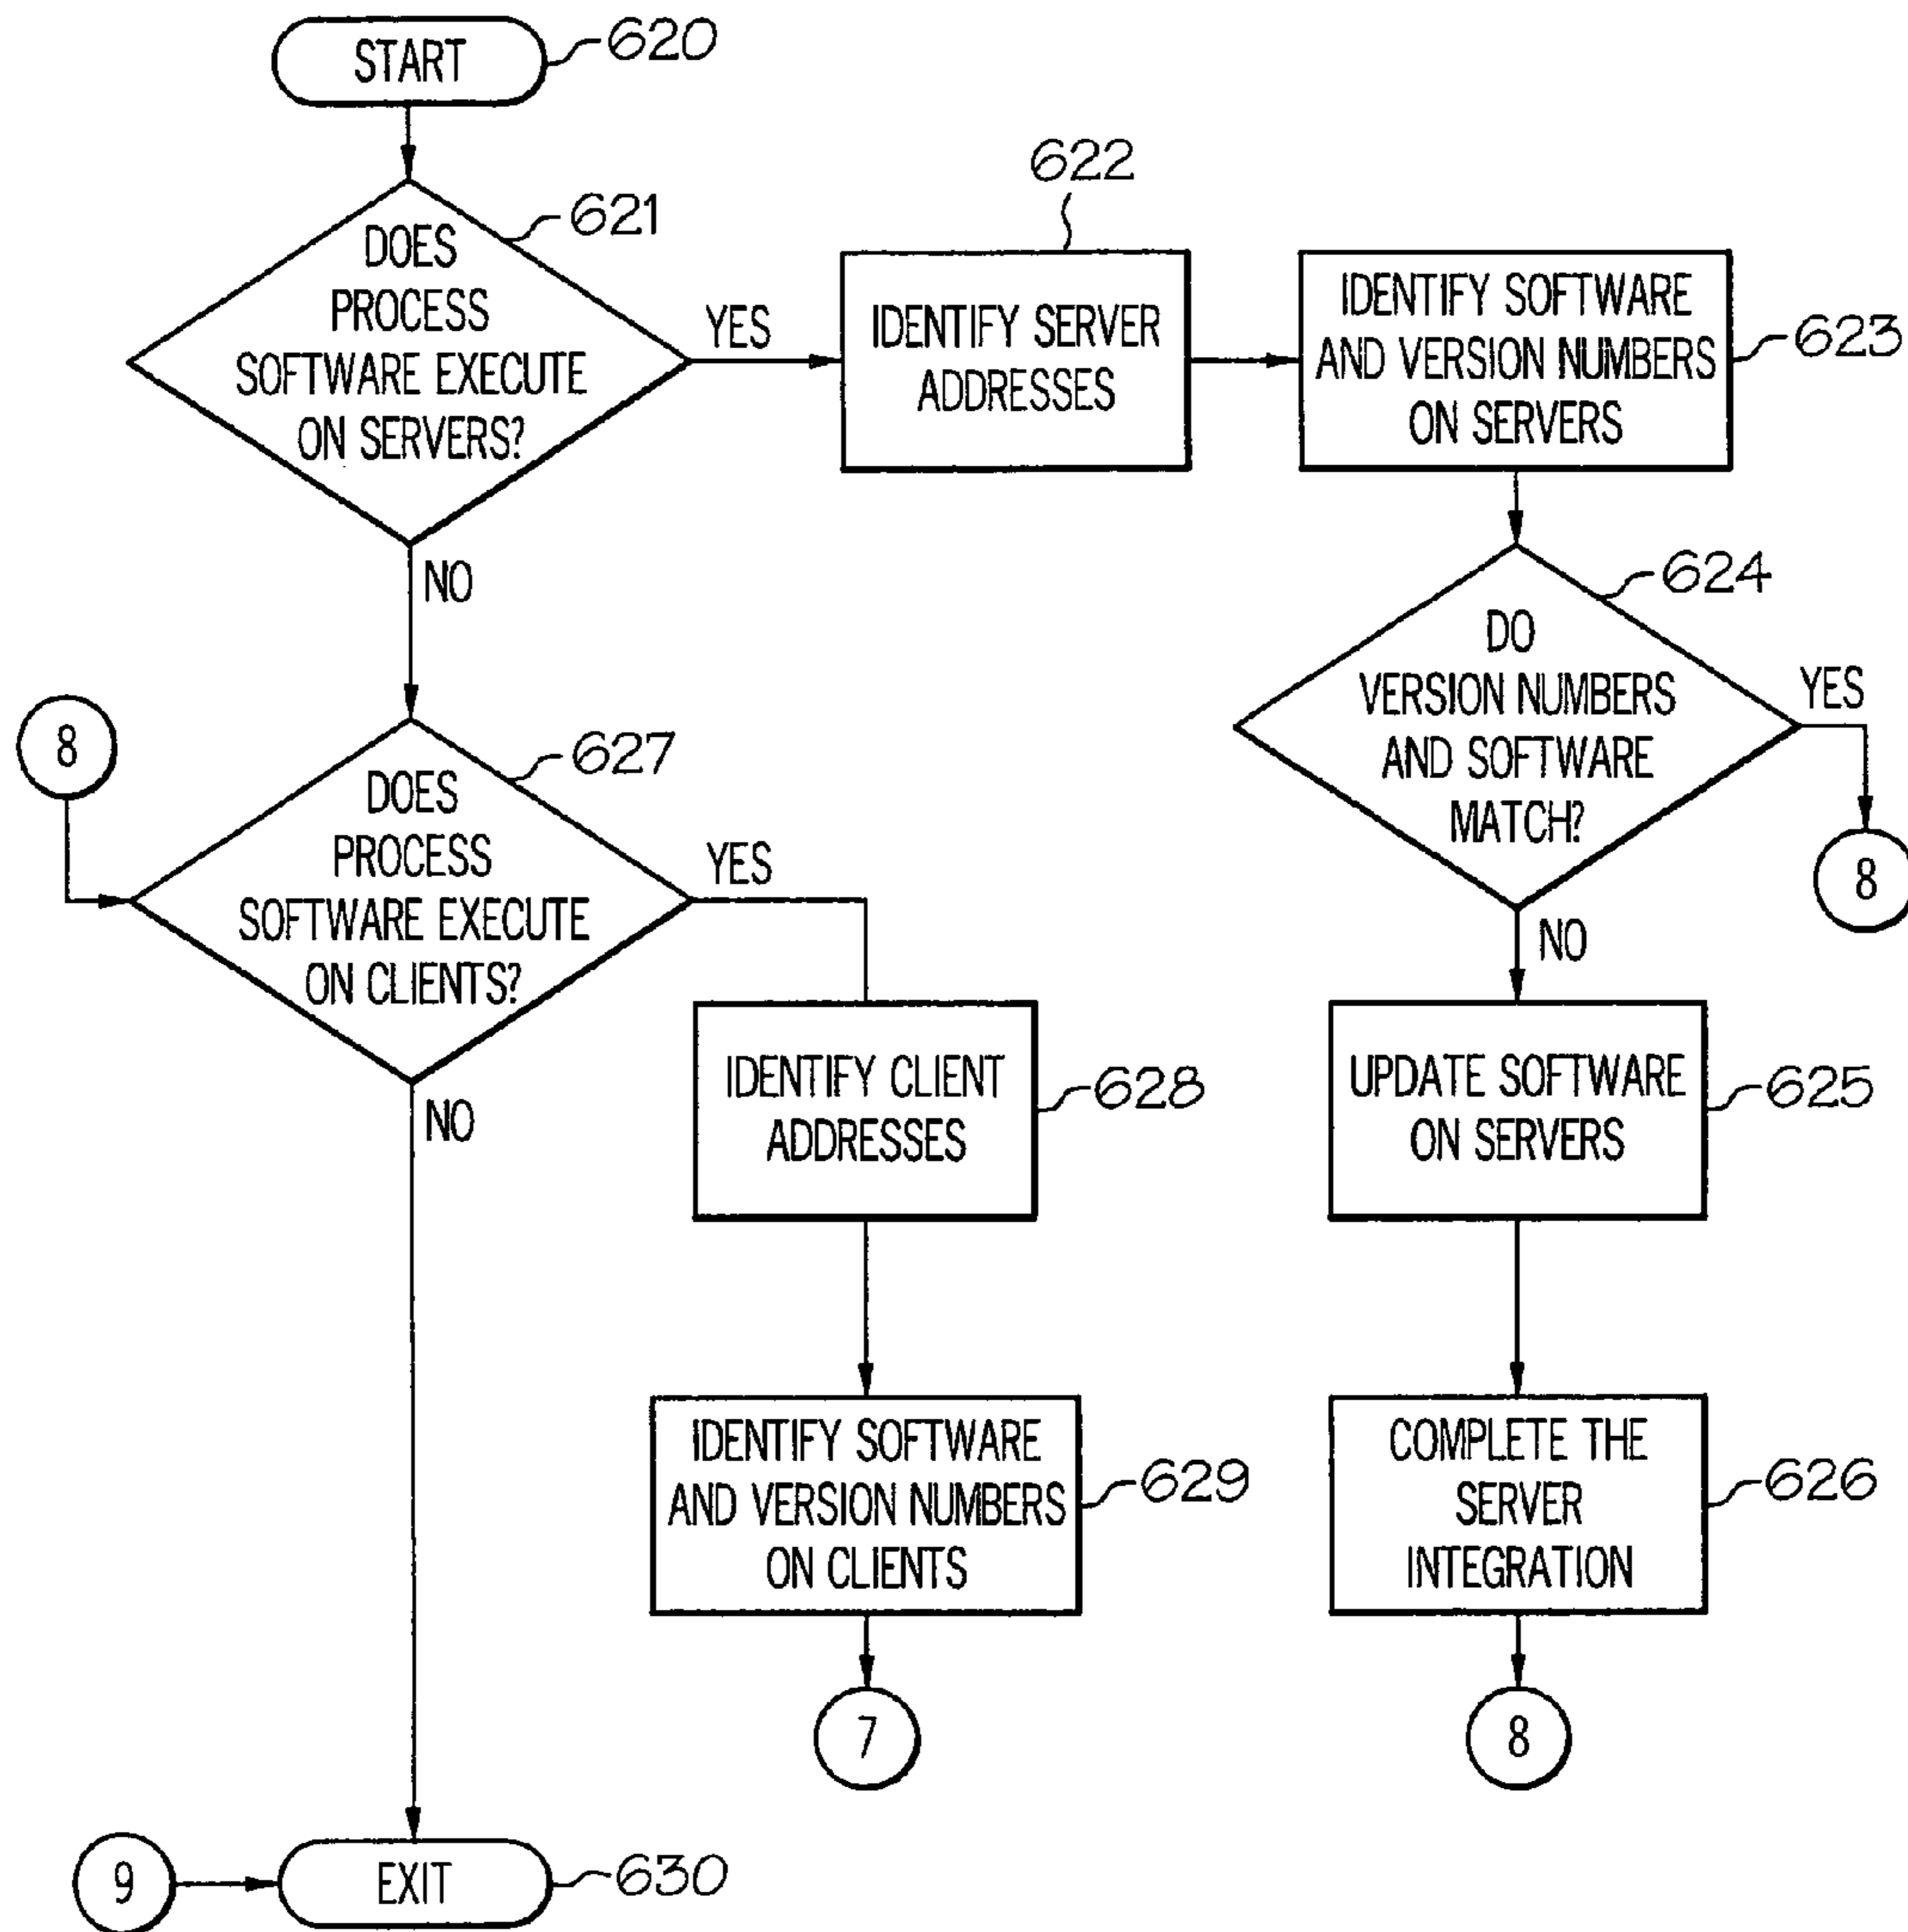 START
620
DOES
PROCESS
SOFTWARE EXECUTE
ON SERVERS?
621
YES
NO
622
IDENTIFY SERVER
ADDRESSES
IDENTIFY SOFTWARE
AND VERSION NUMBERS
ON SERVERS
623
DO
VERSION NUMBERS
AND SOFTWARE
MATCH?
624
YES
8
NO
8
DOES
PROCESS
SOFTWARE EXECUTE
ON CLIENTS?
627
YES
NO
IDENTIFY CLIENT
ADDRESSES
628
UPDATE SOFTWARE
ON SERVERS
625
IDENTIFY SOFTWARE
AND VERSION NUMBERS
ON CLIENTS
629
COMPLETE THE
SERVER
INTEGRATION
626
7
8
9
EXIT
630